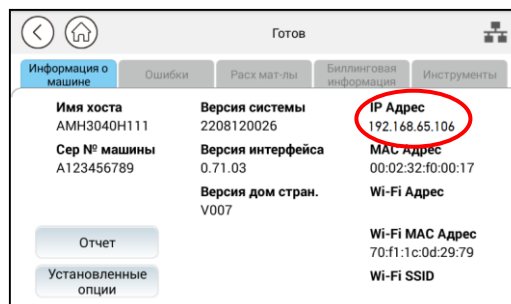 Готов
Информация о машине
Ошибки
Расх мат-лы
Биллинговая информация
Инструменты
Имя хоста
AMH3040H111
Сер № машины
A123456789
Отчет
Установленные опции
Версия системы
2208120026
Версия интерфейса
0.71.03
Версия дом стран.
V007
IP Адрес
192.168.65.106
MAC Адрес
00:02:32:f0:00:17
Wi-Fi Адрес
Wi-Fi MAC Адрес
70:f1:1c:0d:29:79
Wi-Fi SSID